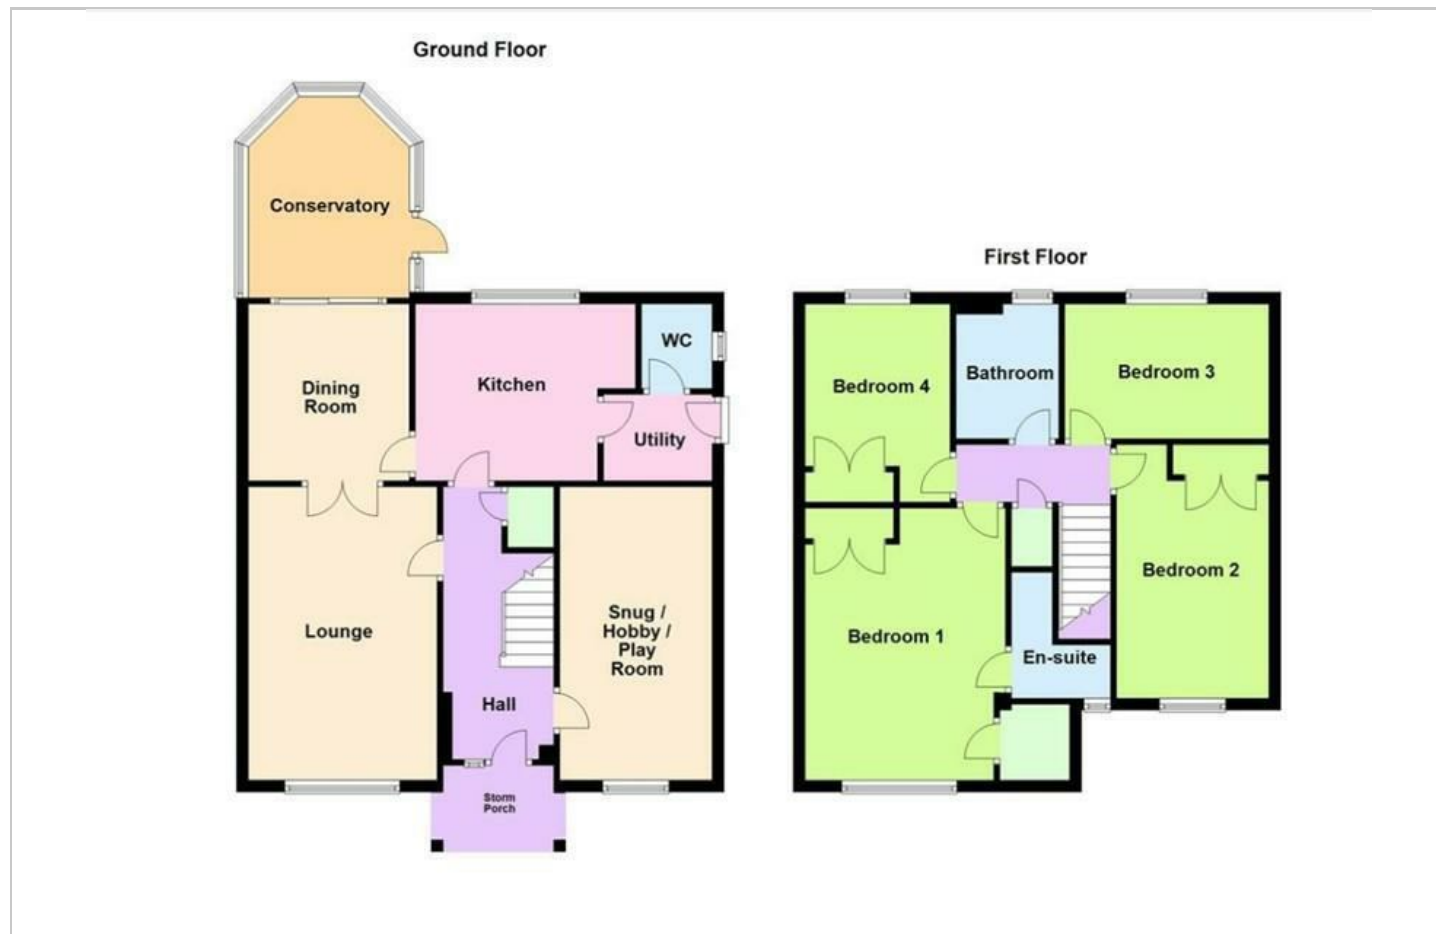 Ground Floor
Conservatory
Dining
Room
Kitchen
WC
Utility
Lounge
Hall
Snug /
Hobby /
Play
Room
Storm
Porch
First Floor
Bedroom 4
Bathroom
Bedroom 3
Bedroom 1
En-suite
Bedroom 2